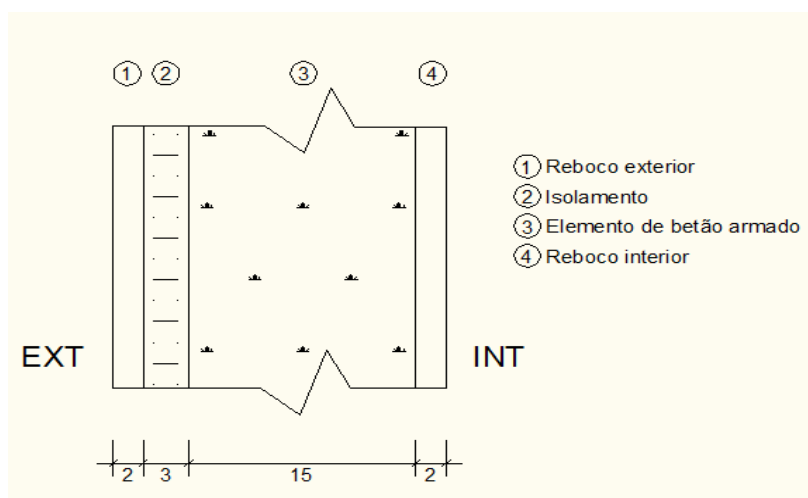 1 2 3 4
1 Reboco exterior
2 Isolamento
3 Elemento de betão armado
4 Reboco interior
EXT INT
2 3 15 2